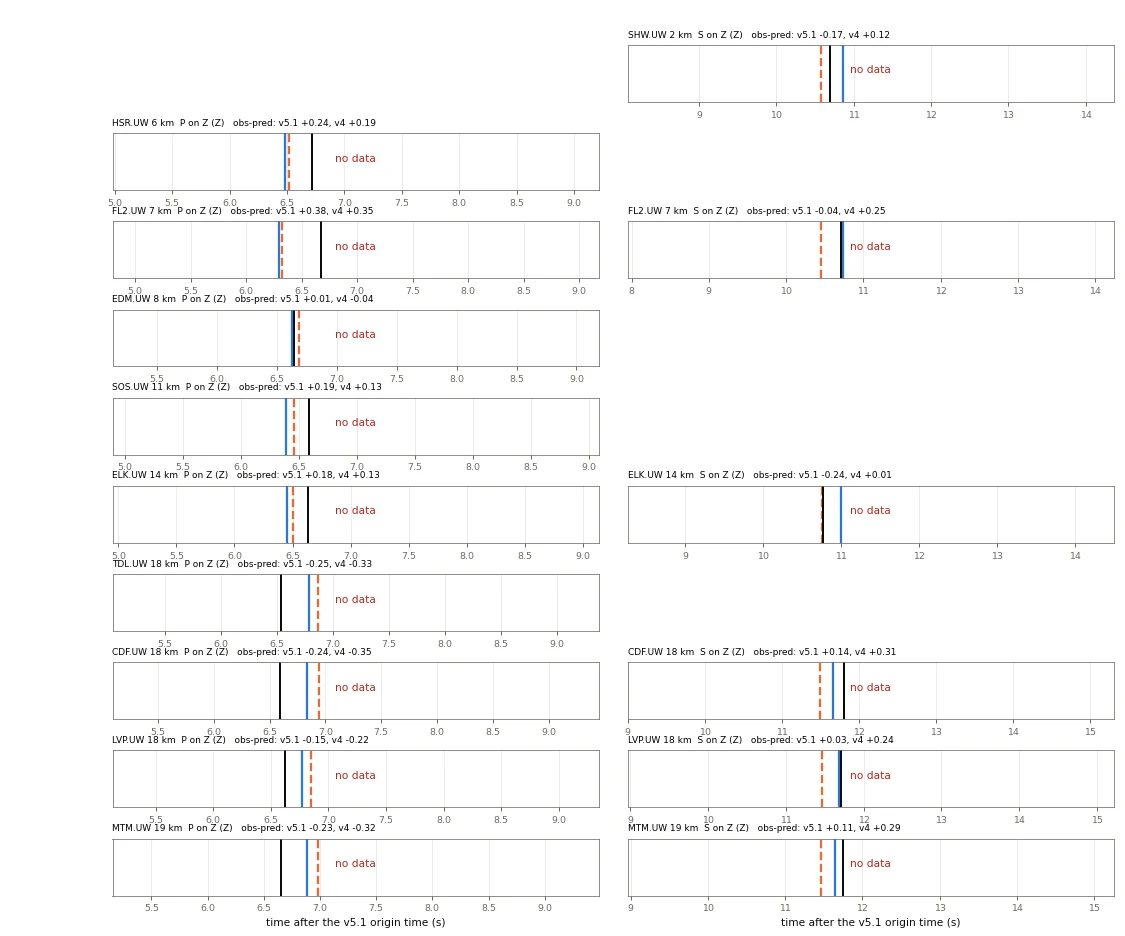 SHW.UW 2 km  S on Z (Z)   obs-pred: v5.1 -0.17, v4 +0.12
no data
9 10 11 12 13 14
HSR.UW 6 km  P on Z (Z)   obs-pred: v5.1 +0.24, v4 +0.19
no data
5.0 5.5 6.0 6.5 7.0 7.5 8.0 8.5 9.0
FL2.UW 7 km  P on Z (Z)   obs-pred: v5.1 +0.38, v4 +0.35
no data
5.0 5.5 6.0 6.5 7.0 7.5 8.0 8.5 9.0
FL2.UW 7 km  S on Z (Z)   obs-pred: v5.1 -0.04, v4 +0.25
no data
8 9 10 11 12 13 14
EDM.UW 8 km  P on Z (Z)   obs-pred: v5.1 +0.01, v4 -0.04
no data
5.5 6.0 6.5 7.0 7.5 8.0 8.5 9.0
SOS.UW 11 km  P on Z (Z)   obs-pred: v5.1 +0.19, v4 +0.13
no data
5.0 5.5 6.0 6.5 7.0 7.5 8.0 8.5 9.0
ELK.UW 14 km  P on Z (Z)   obs-pred: v5.1 +0.18, v4 +0.13
no data
5.0 5.5 6.0 6.5 7.0 7.5 8.0 8.5 9.0
ELK.UW 14 km  S on Z (Z)   obs-pred: v5.1 -0.24, v4 +0.01
no data
9 10 11 12 13 14
TDL.UW 18 km  P on Z (Z)   obs-pred: v5.1 -0.25, v4 -0.33
no data
5.5 6.0 6.5 7.0 7.5 8.0 8.5 9.0
CDF.UW 18 km  P on Z (Z)   obs-pred: v5.1 -0.24, v4 -0.35
no data
5.5 6.0 6.5 7.0 7.5 8.0 8.5 9.0
CDF.UW 18 km  S on Z (Z)   obs-pred: v5.1 +0.14, v4 +0.31
no data
9 10 11 12 13 14 15
LVP.UW 18 km  P on Z (Z)   obs-pred: v5.1 -0.15, v4 -0.22
no data
5.5 6.0 6.5 7.0 7.5 8.0 8.5 9.0
LVP.UW 18 km  S on Z (Z)   obs-pred: v5.1 +0.03, v4 +0.24
no data
9 10 11 12 13 14 15
MTM.UW 19 km  P on Z (Z)   obs-pred: v5.1 -0.23, v4 -0.32
no data
5.5 6.0 6.5 7.0 7.5 8.0 8.5 9.0
time after the v5.1 origin time (s)
MTM.UW 19 km  S on Z (Z)   obs-pred: v5.1 +0.11, v4 +0.29
no data
9 10 11 12 13 14 15
time after the v5.1 origin time (s)